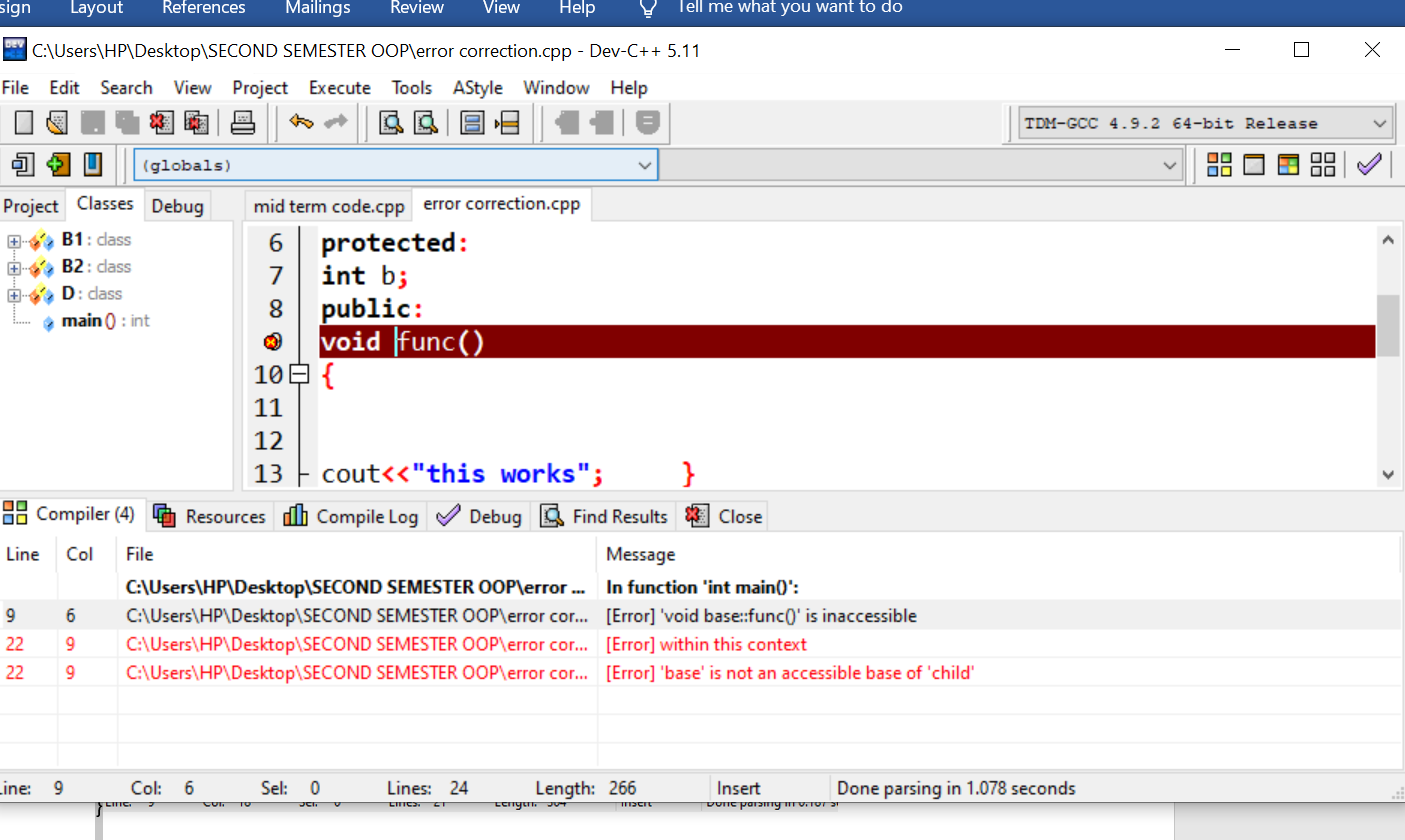 sign Layout References Mailings Review View Help Tell me what you want to do
DEV C:\Users\HP\Desktop\SECOND SEMESTER OOP\error correction.cpp - Dev-C++ 5.11
File Edit Search View Project Execute Tools AStyle Window Help
TDM-GCC 4.9.2 64-bit Release
(globals)
Project Classes Debug mid term code.cpp error correction.cpp
B1 : class
B2 : class
D : class
main () : int
6 protected:
7 int b;
8 public:
void func()
10 {
11
12
13 cout<<"this works"; }
Compiler (4) Resources Compile Log Debug Find Results Close
Line Col File Message
C:\Users\HP\Desktop\SECOND SEMESTER OOP\error ... In function 'int main()':
9 6 C:\Users\HP\Desktop\SECOND SEMESTER OOP\error cor... [Error] 'void base::func()' is inaccessible
22 9 C:\Users\HP\Desktop\SECOND SEMESTER OOP\error cor... [Error] within this context
22 9 C:\Users\HP\Desktop\SECOND SEMESTER OOP\error cor... [Error] 'base' is not an accessible base of 'child'
Line: 9 Col: 6 Sel: 0 Lines: 24 Length: 266 Insert Done parsing in 1.078 seconds
}